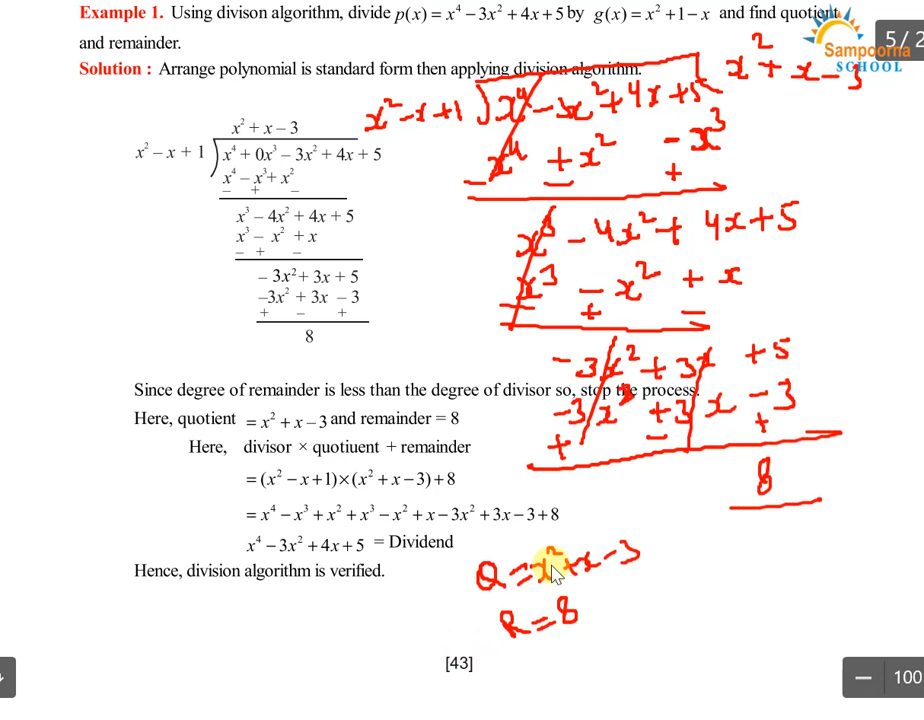 Example 1. Using divison algorithm, divide p(x) = x⁴ − 3x² + 4x + 5 by g(x) = x² + 1 − x and find quotient
and remainder.
5 / 2
Sampoorna
SCHOOL
Solution : Arrange polynomial is standard form then applying division algorithm.
x² + x − 3
x² − x + 1 ) x⁴ + 0x³ − 3x² + 4x + 5
x⁴ − x³ + x²
− + −
x³ − 4x² + 4x + 5
x³ − x² + x
− + −
− 3x² + 3x + 5
−3x² + 3x − 3
+ − +
8
x² + x − 3
x² − x + 1 ) x⁴ − 3x² + 4x + 5
x⁴ + x² − x³
− − +
x³ − 4x² + 4x + 5
x³ − x² + x
− + −
−3x² + 3x + 5
−3x² + 3x − 3
+ − +
8
Since degree of remainder is less than the degree of divisor so, stop the process.
Here, quotient = x² + x − 3 and remainder = 8
Here, divisor × quotiuent + remainder
= (x² − x + 1) × (x² + x − 3) + 8
= x⁴ − x³ + x² + x³ − x² + x − 3x² + 3x − 3 + 8
x⁴ − 3x² + 4x + 5 = Dividend
Hence, division algorithm is verified.
Q = x² + x − 3
R = 8
[43]
− 100